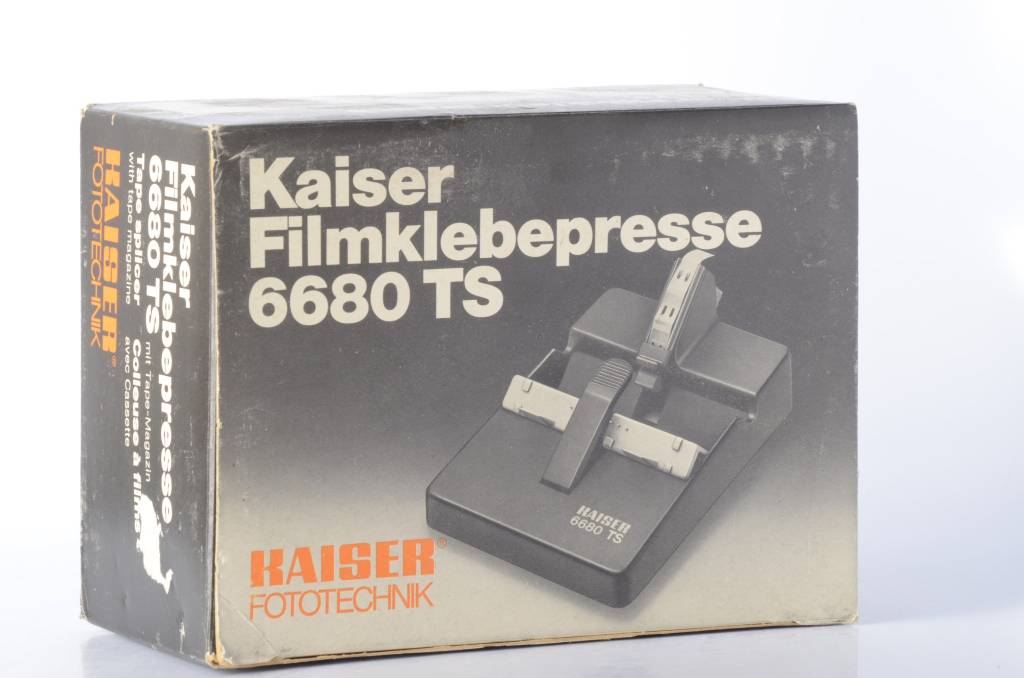 Kaiser
Filmklebepresse
6680 TS
KAISER
6680 TS
KAISER®
FOTOTECHNIK
Kaiser
Filmklebepresse
6680 TS mit Tape-Magazin
Tape splicer Colleuse à films
with tape magazine avec Cassette
KAISER®
FOTOTECHNIK